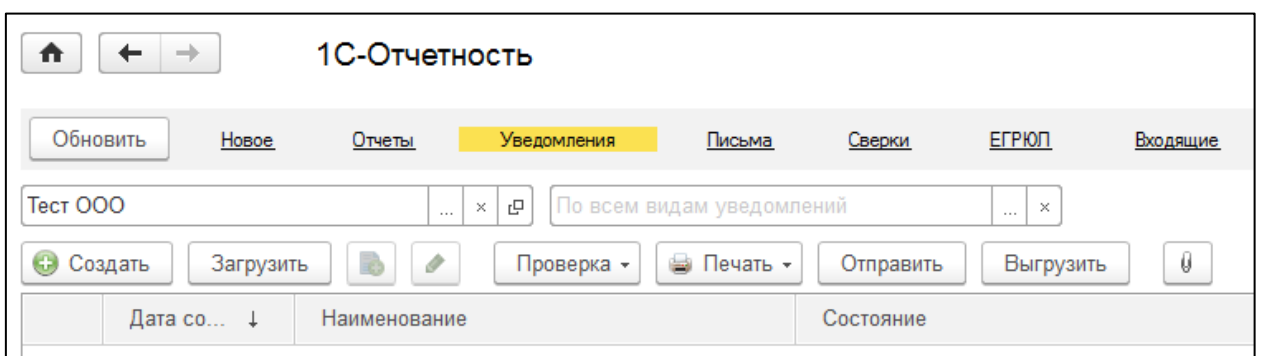 1С-Отчетность
Обновить Новое Отчеты Уведомления Письма Сверки ЕГРЮЛ Входящие
Тест ООО ... × По всем видам уведомлений ... ×
Создать Загрузить Проверка Печать Отправить Выгрузить
Дата со... ↓ Наименование Состояние